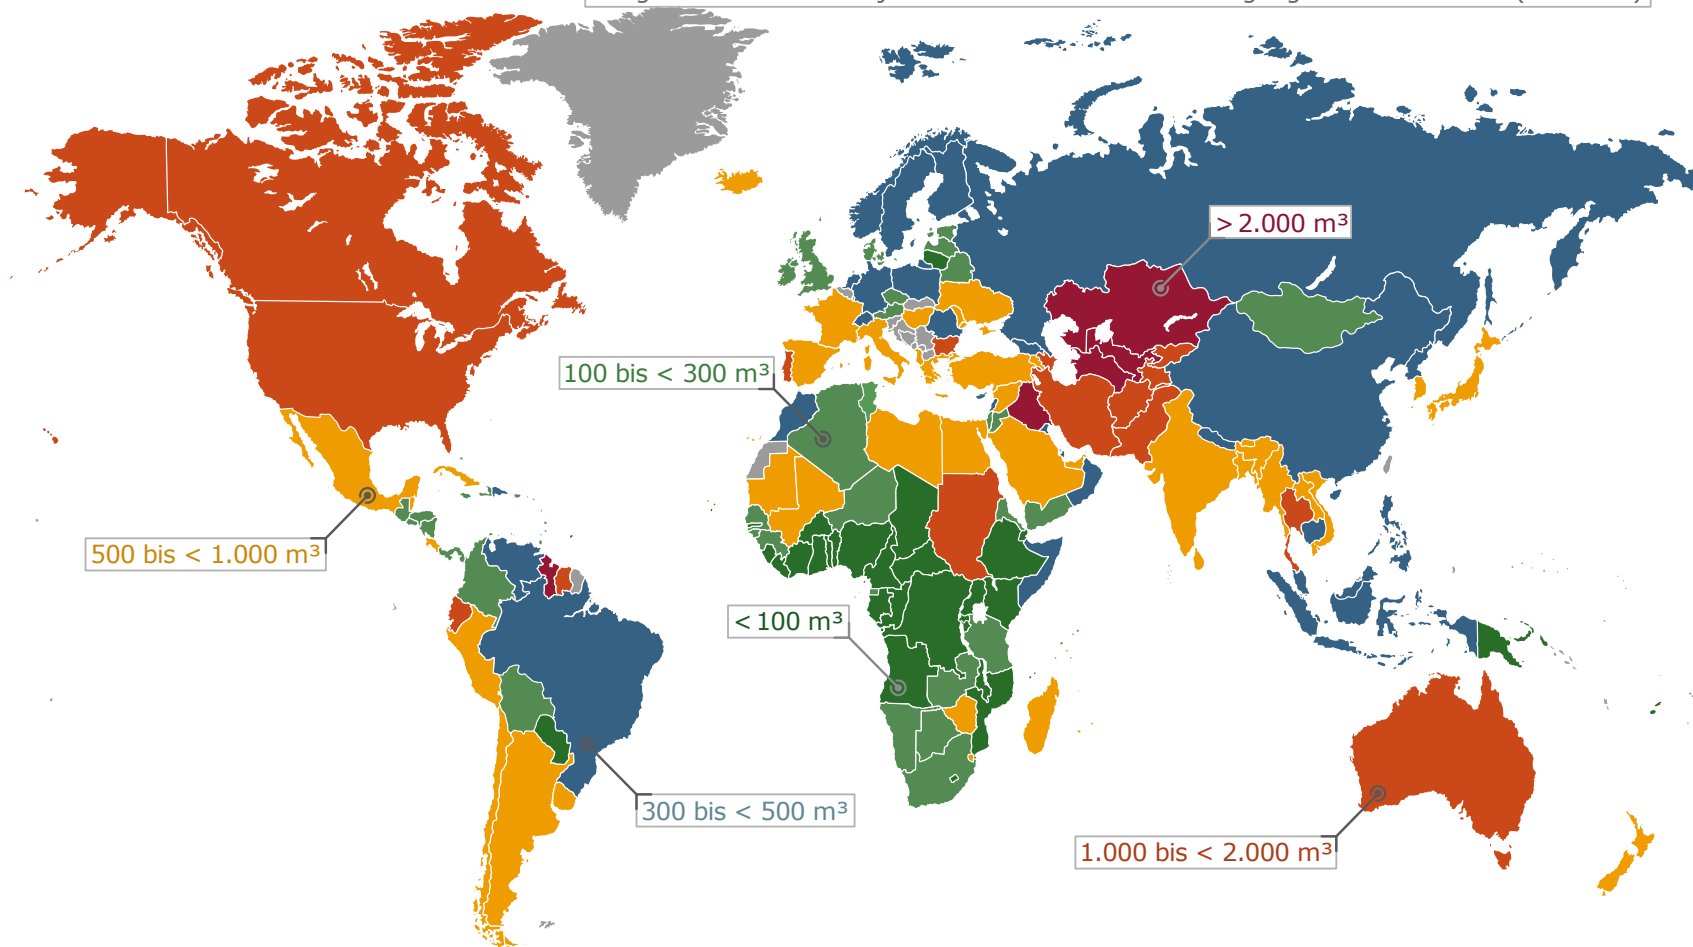 > 2.000 m³
100 bis < 300 m³
500 bis < 1.000 m³
< 100 m³
300 bis < 500 m³
1.000 bis < 2.000 m³